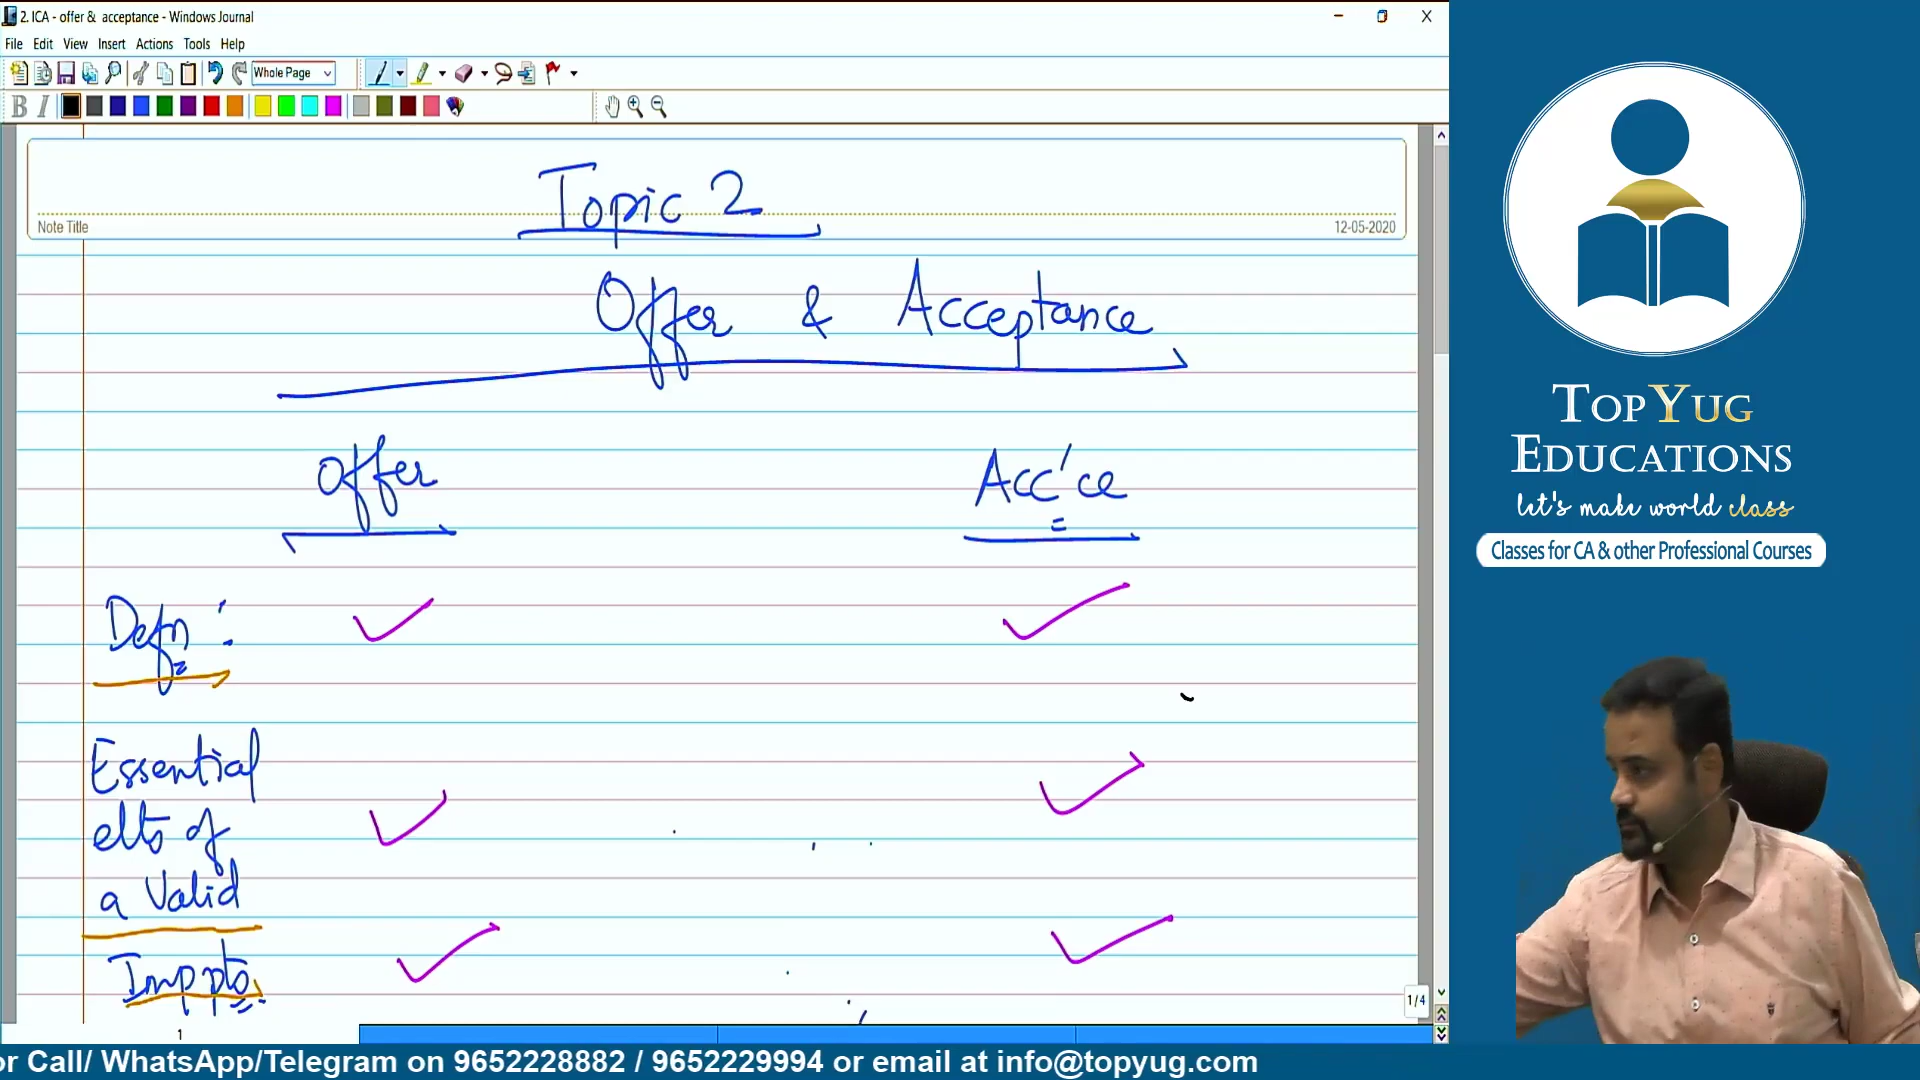 2. ICA - offer & acceptance - Windows Journal
File Edit View Insert Actions Tools Help
Whole Page
B I
Topic 2
Note Title
12-05-2020
Offer & Acceptance
Offer Acc'ce
Defn :
Essential
elts of
a Valid
Imp pts
1/4
1
TOPYUG
EDUCATIONS
let's make world class
Classes for CA & other Professional Courses
or Call/ WhatsApp/Telegram on 9652228882 / 9652229994 or email at info@topyug.com